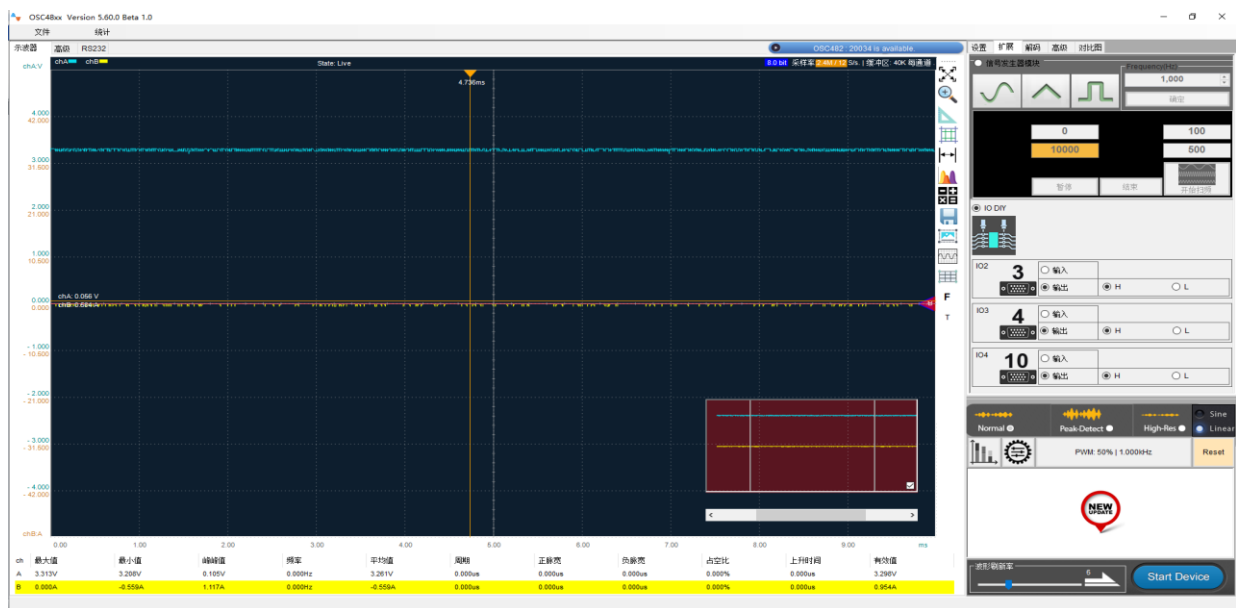 OSC48xx Version 5.60.0 Beta 1.0
文件 统计
示波器 高级 RS232
OSC482 : 20034 is available.
设置 扩展 解码 高级 对比图
chA:V chA chB State: Live 8.0 bit 采样率 2.4M / 12 S/s. | 缓冲区: 40K 每通道
4.736ms
4.000
42.000
3.000
31.500
2.000
21.000
1.000
10.500
chA: 0.056 V
0.000
0.000
- 1.000
- 10.500
- 2.000
- 21.000
- 3.000
- 31.500
- 4.000
- 42.000
chB:A
0.00 1.00 2.00 3.00 4.00 5.00 6.00 7.00 8.00 9.00 ms
F
T
M
信号发生器模块
Frequency(Hz)
1,000
确定
0 100
10000 500
暂停 结束 开始扫频
IO DIY
IO2 3 输入
输出 H L
IO3 4 输入
输出 H L
IO4 10 输入
输出 H L
Normal Peak-Detect High-Res
Sine
Linear
PWM: 50% | 1.000kHz
Reset
NEW
UPDATE
波形刷新率
6
Start Device
ch 最大值 最小值 峰峰值 频率 平均值 周期 正脉宽 负脉宽 占空比 上升时间 有效值
A 3.313V 3.208V 0.105V 0.000Hz 3.261V 0.000us 0.000us 0.000us 0.000% 0.000us 3.296V
B 0.000A -0.559A 1.117A 0.000Hz -0.559A 0.000us 0.000us 0.000us 0.000% 0.000us 0.954A